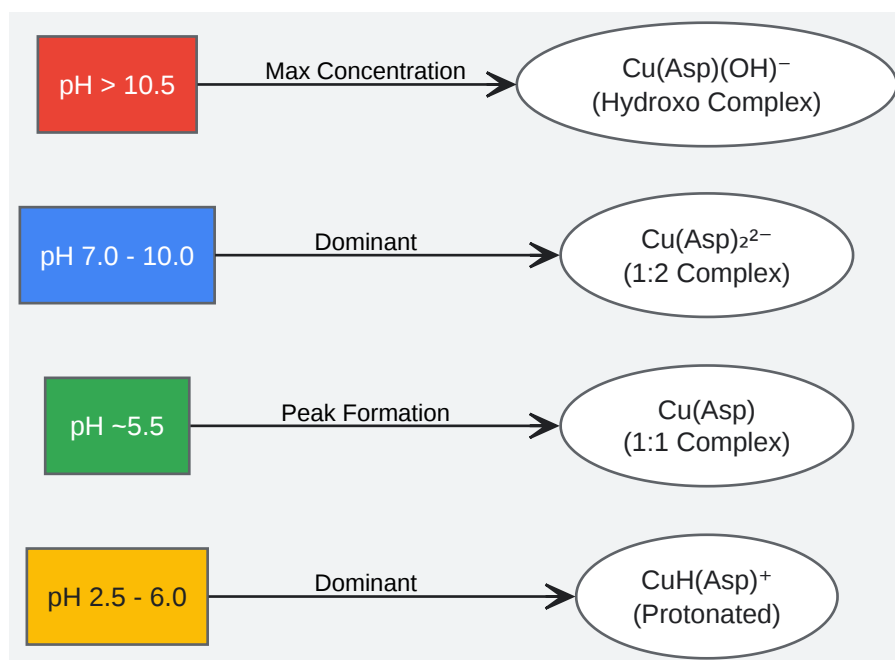 pH > 10.5
Max Concentration
Cu(Asp)(OH)⁻
(Hydroxo Complex)
pH 7.0 - 10.0
Dominant
Cu(Asp)₂²⁻
(1:2 Complex)
pH ~5.5
Peak Formation
Cu(Asp)
(1:1 Complex)
pH 2.5 - 6.0
Dominant
CuH(Asp)⁺
(Protonated)